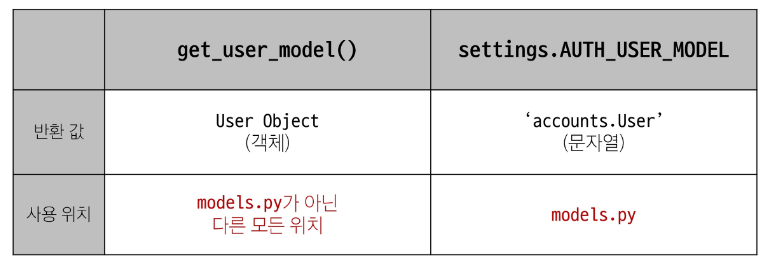 get_user_model()
settings.AUTH_USER_MODEL
반환 값
User Object
(객체)
‘accounts.User’
(문자열)
사용 위치
models.py가 아닌
다른 모든 위치
models.py